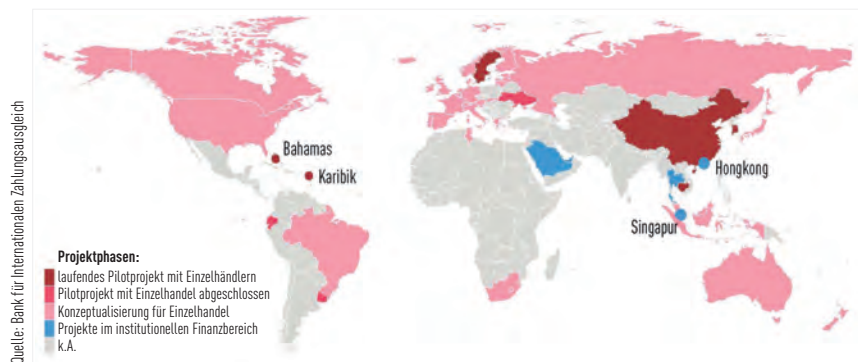 Quelle: Bank für Internationalen Zahlungsausgleich
Bahamas
Karibik
Hongkong
Singapur
Projektphasen:
laufendes Pilotprojekt mit Einzelhändlern
Pilotprojekt mit Einzelhandel abgeschlossen
Konzeptualisierung für Einzelhandel
Projekte im institutionellen Finanzbereich
k.A.